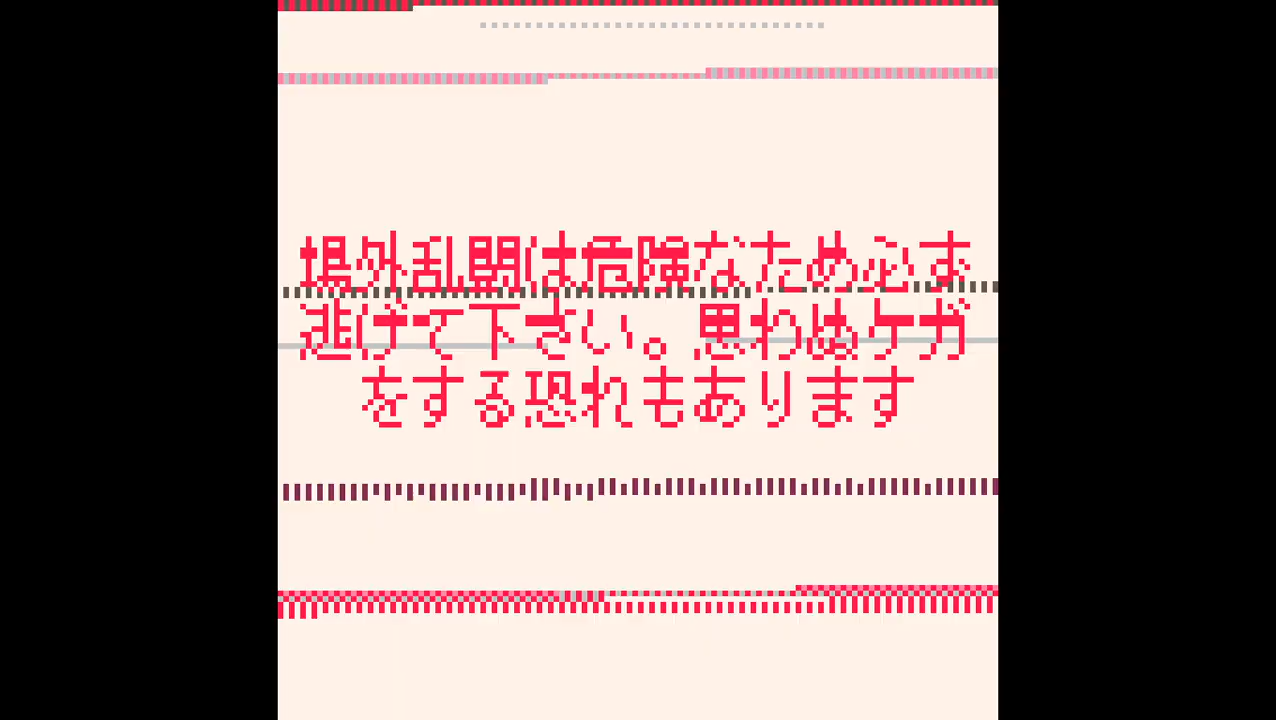 場外乱闘は危険なため必ず
逃げて下さい。思わぬケガ
をする恐れもあります